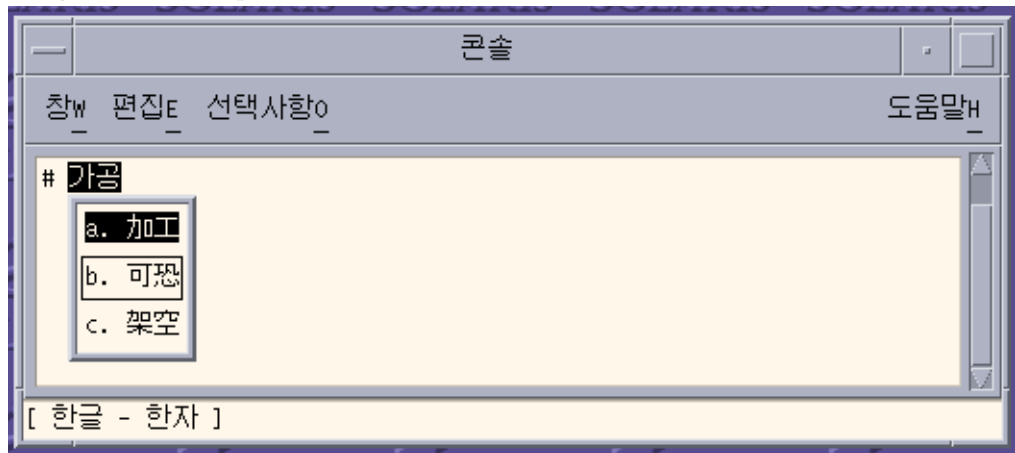 콘솔
창W 편집E 선택사항O 도움말H
# 가공
a. 加工
b. 可恐
c. 架空
[ 한글 - 한자 ]